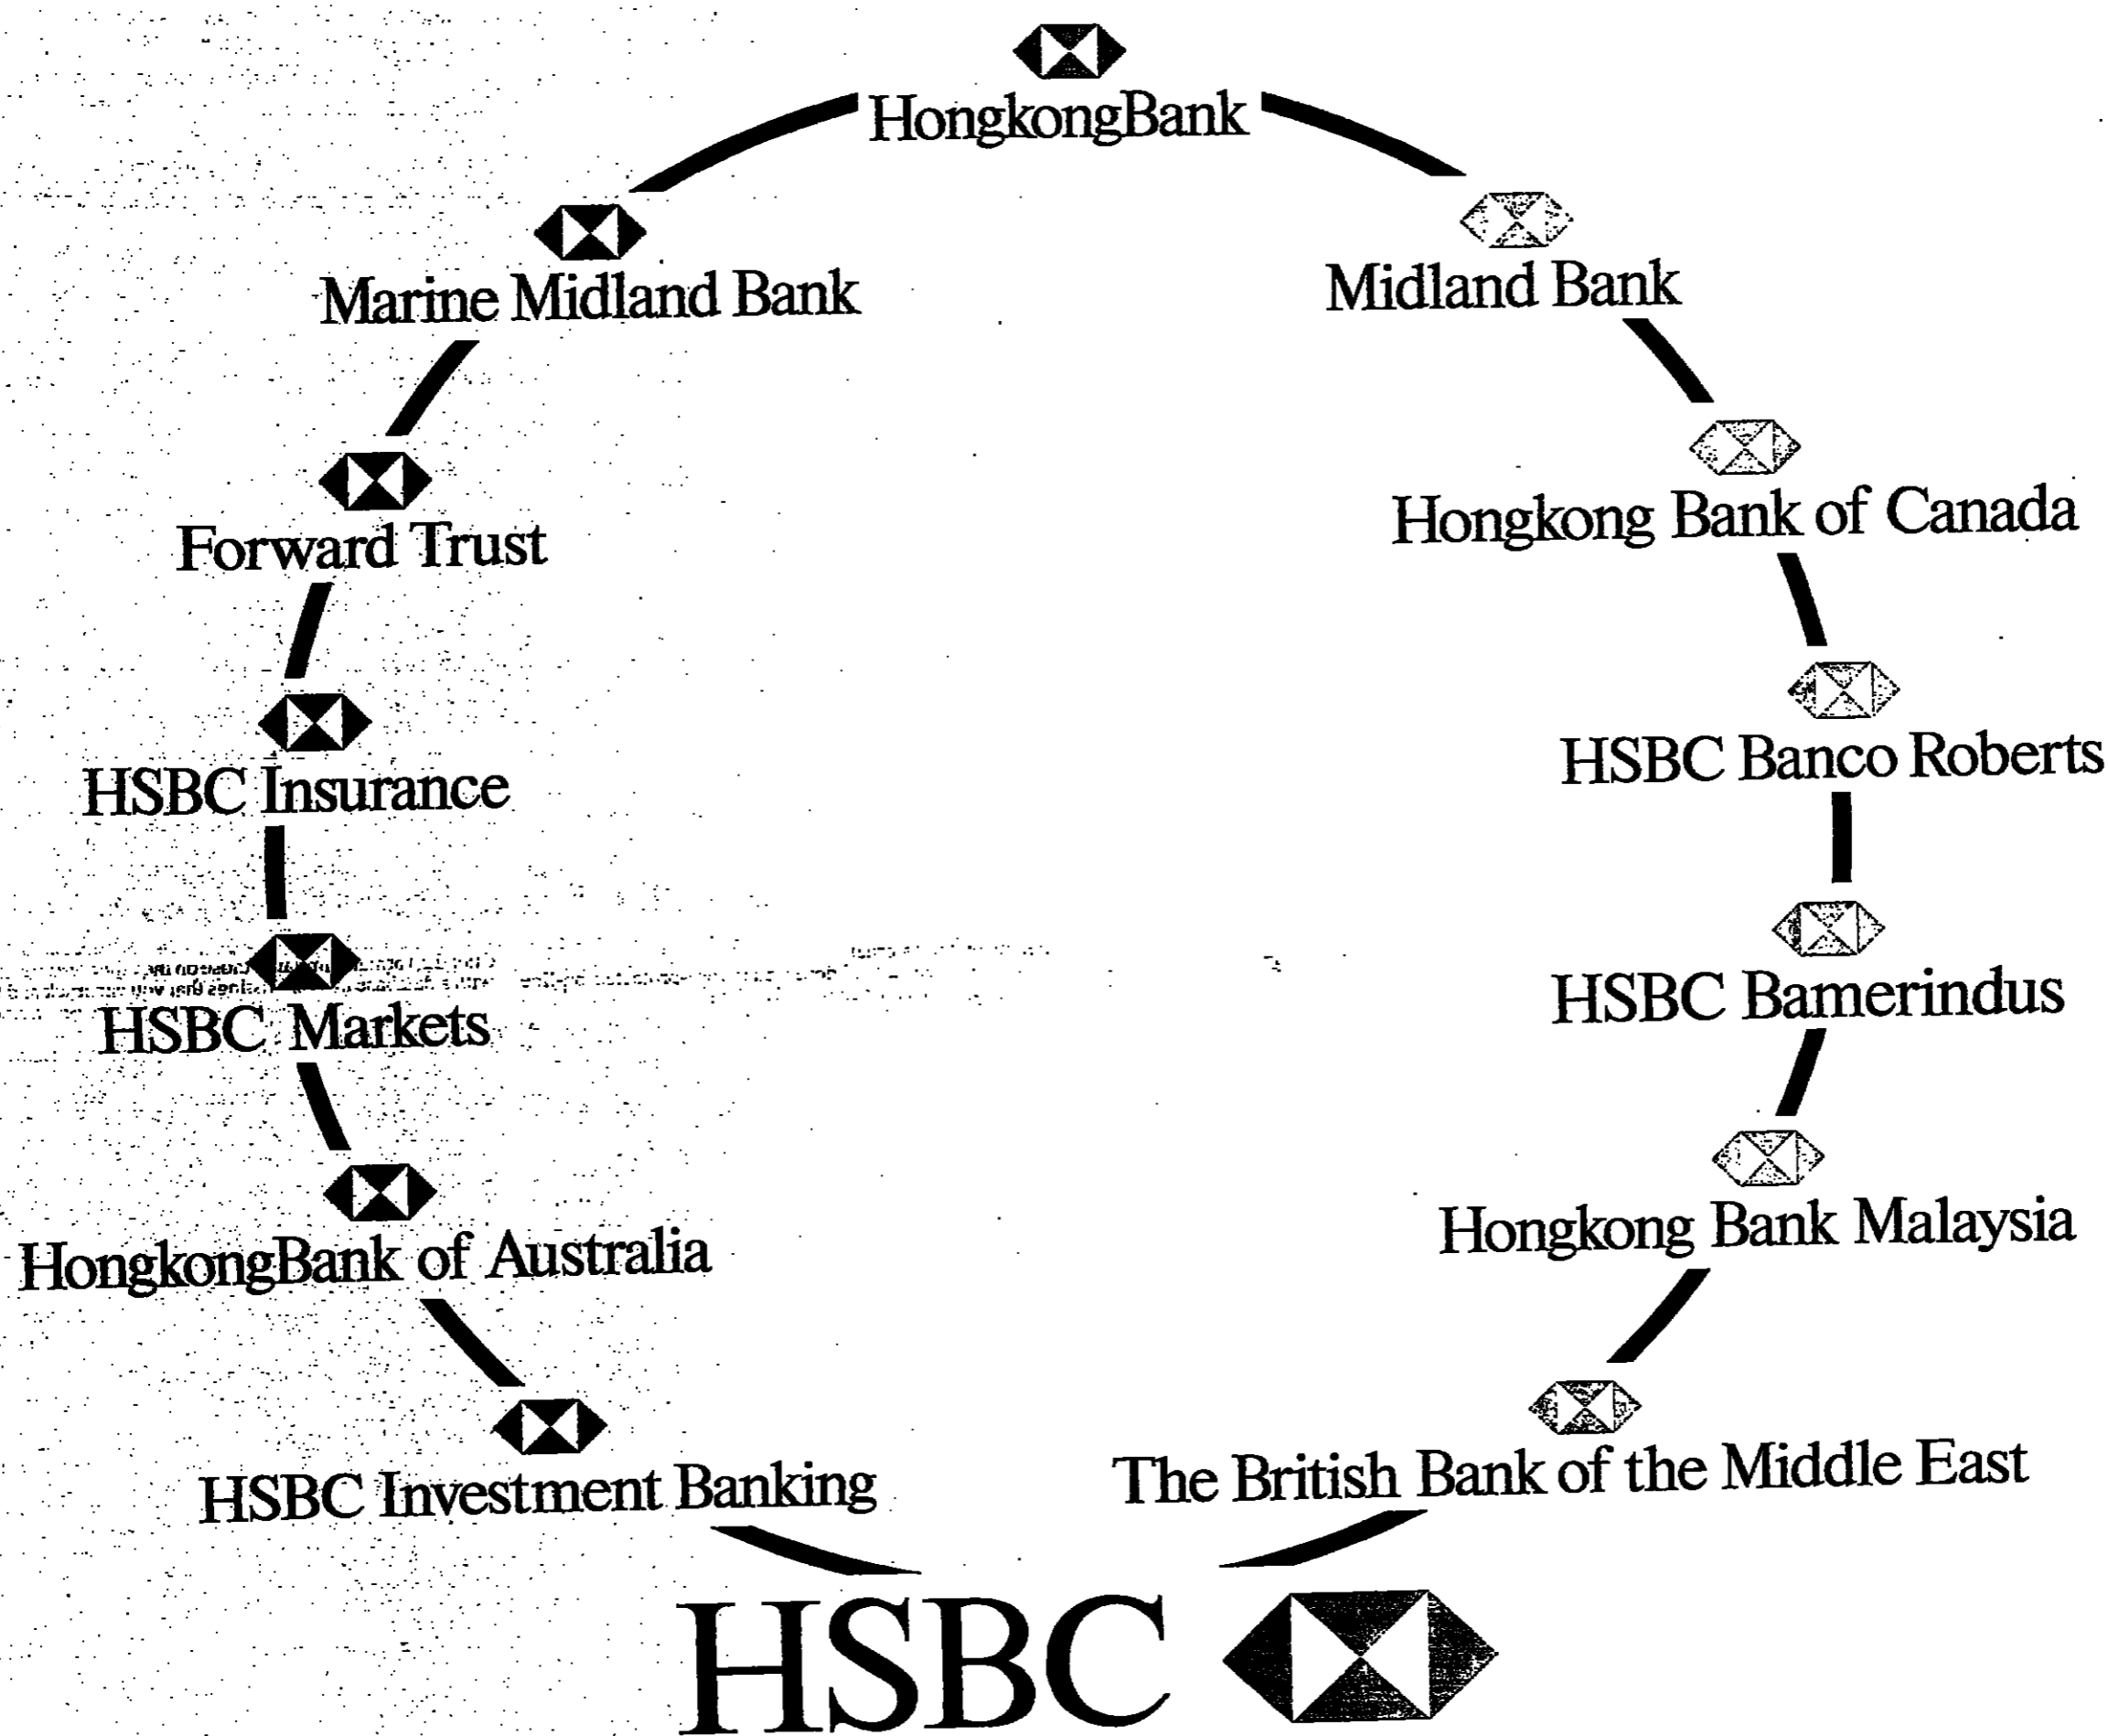 HongkongBank
Marine Midland Bank
Midland Bank
Forward Trust
Hongkong Bank of Canada
HSBC Insurance
HSBC Banco Roberts
HSBC Markets
HSBC Bamerindus
HongkongBank of Australia
Hongkong Bank Malaysia
HSBC Investment Banking
The British Bank of the Middle East
HSBC